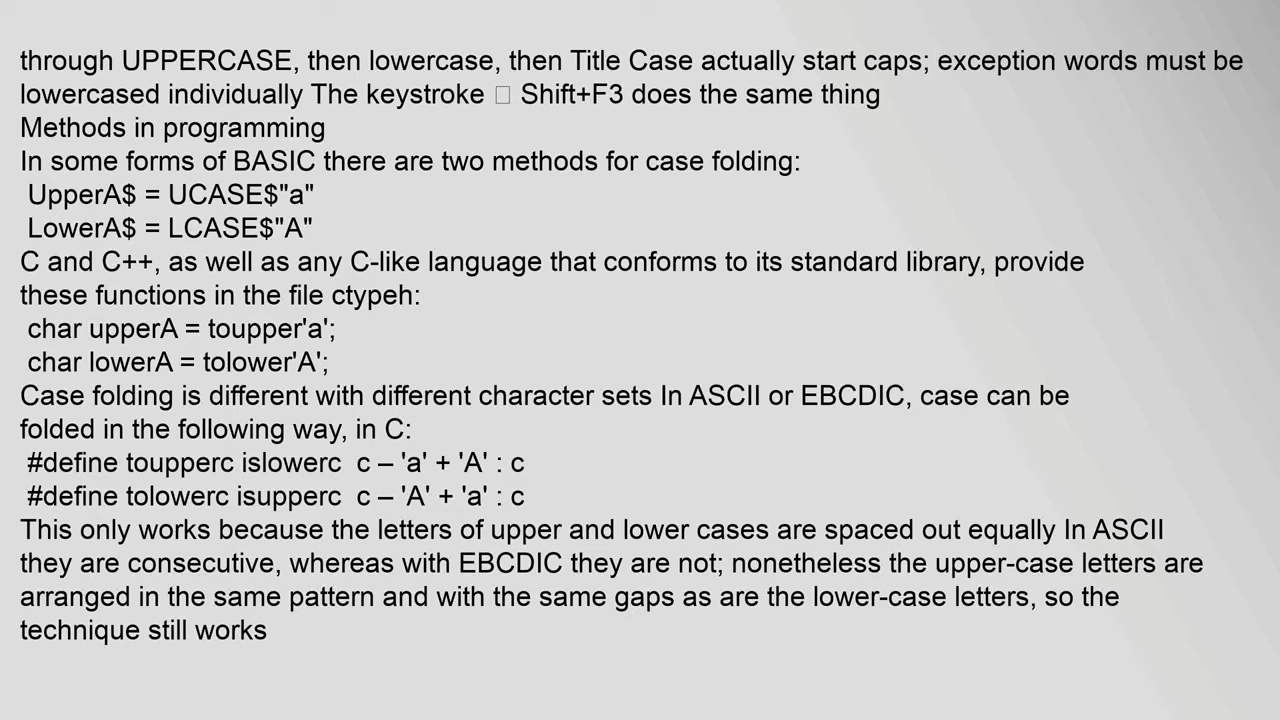 through UPPERCASE, then lowercase, then Title Case actually start caps; exception words must be
lowercased individually The keystroke □ Shift+F3 does the same thing
Methods in programming
In some forms of BASIC there are two methods for case folding:
UpperA$ = UCASE$"a"
LowerA$ = LCASE$"A"
C and C++, as well as any C-like language that conforms to its standard library, provide
these functions in the file ctypeh:
char upperA = toupper'a';
char lowerA = tolower'A';
Case folding is different with different character sets In ASCII or EBCDIC, case can be
folded in the following way, in C:
#define toupperc islowerc  c – 'a' + 'A' : c
#define tolowerc isupperc  c – 'A' + 'a' : c
This only works because the letters of upper and lower cases are spaced out equally In ASCII
they are consecutive, whereas with EBCDIC they are not; nonetheless the upper-case letters are
arranged in the same pattern and with the same gaps as are the lower-case letters, so the
technique still works